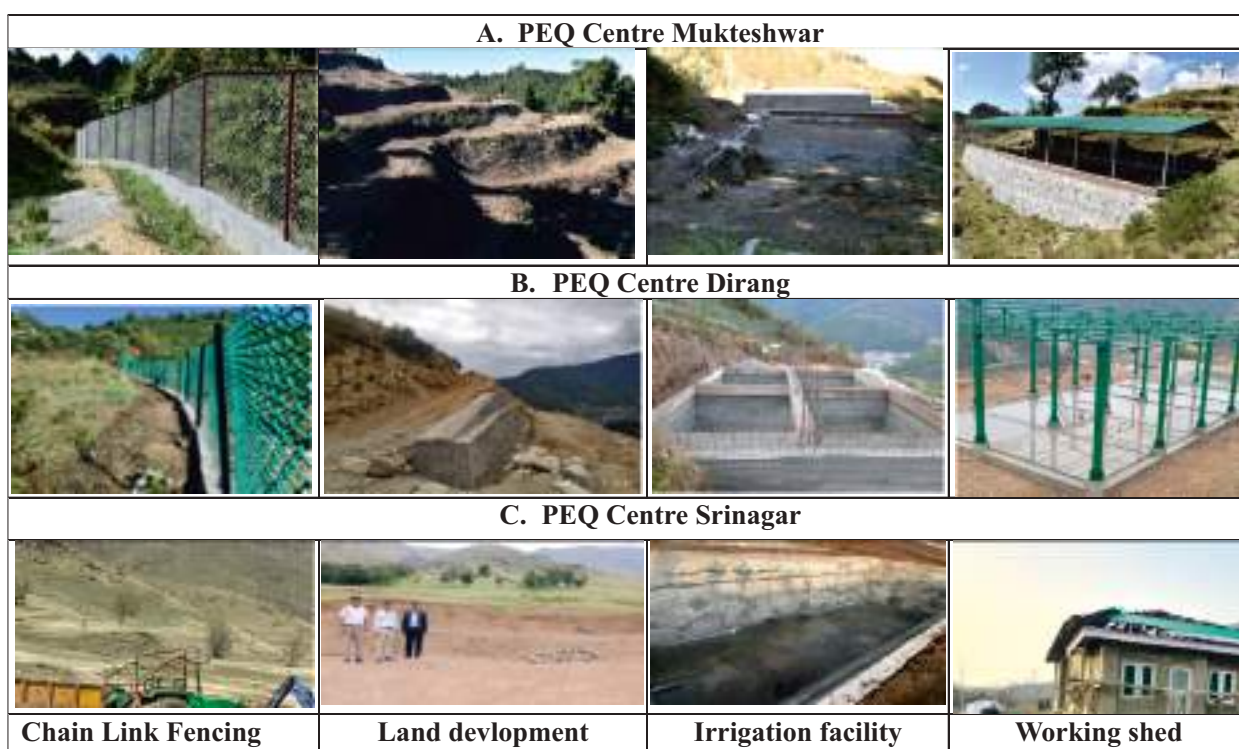 A. PEQ Centre Mukteshwar
B. PEQ Centre Dirang
C. PEQ Centre Srinagar
Chain Link Fencing
Land devlopment
Irrigation facility
Working shed